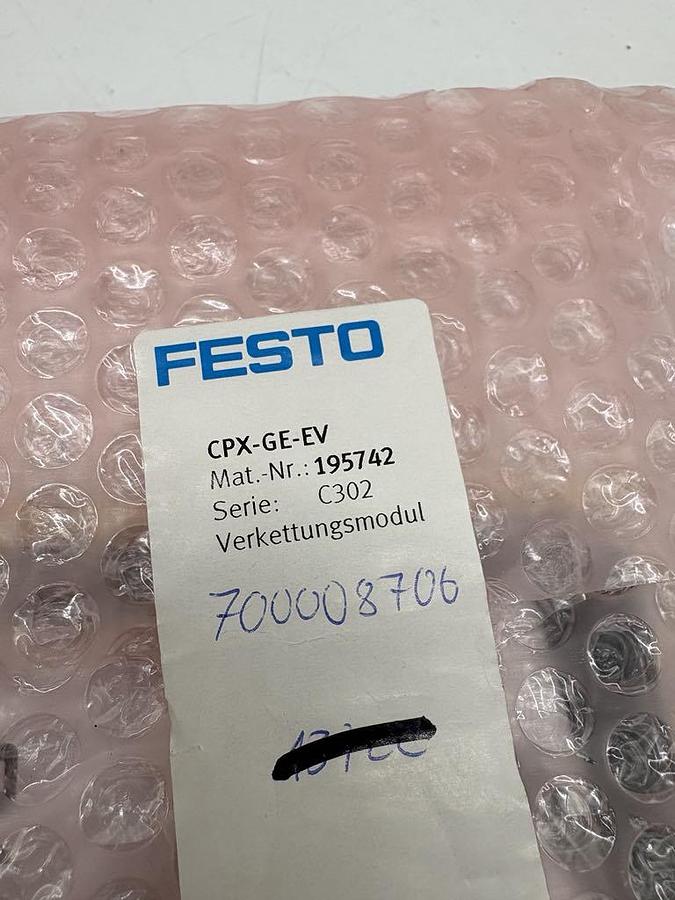 FESTO
CPX-GE-EV
Mat.-Nr.: 195742
Serie: C302
Verkettungsmodul
700008706